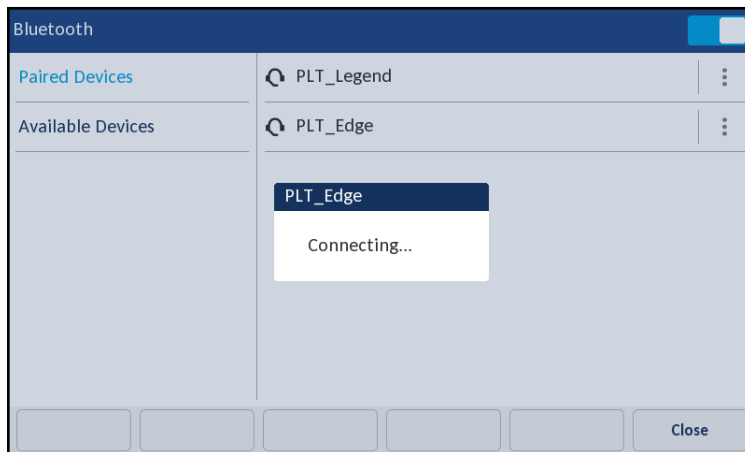 Bluetooth
Paired Devices
PLT_Legend
Available Devices
PLT_Edge
PLT_Edge
Connecting...
Close